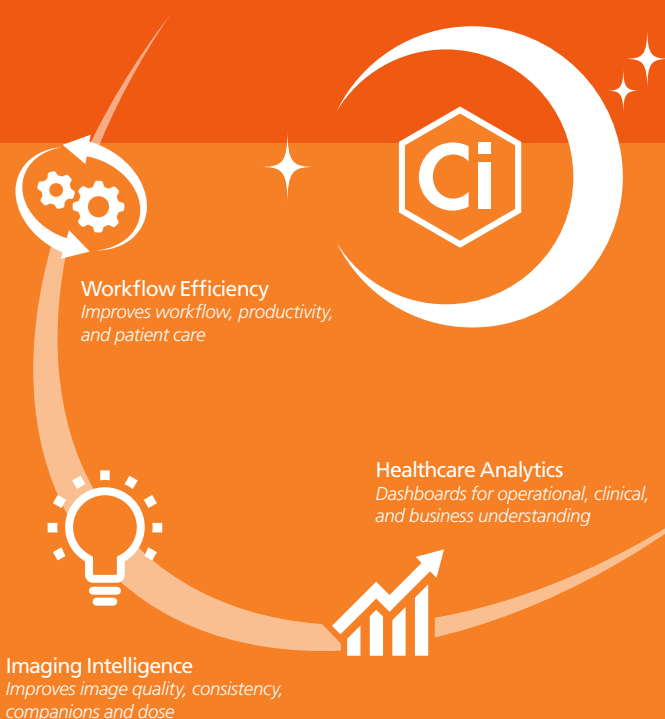 Ci
Workflow Efficiency
Improves workflow, productivity,
and patient care
Healthcare Analytics
Dashboards for operational, clinical,
and business understanding
Imaging Intelligence
Improves image quality, consistency,
companions and dose